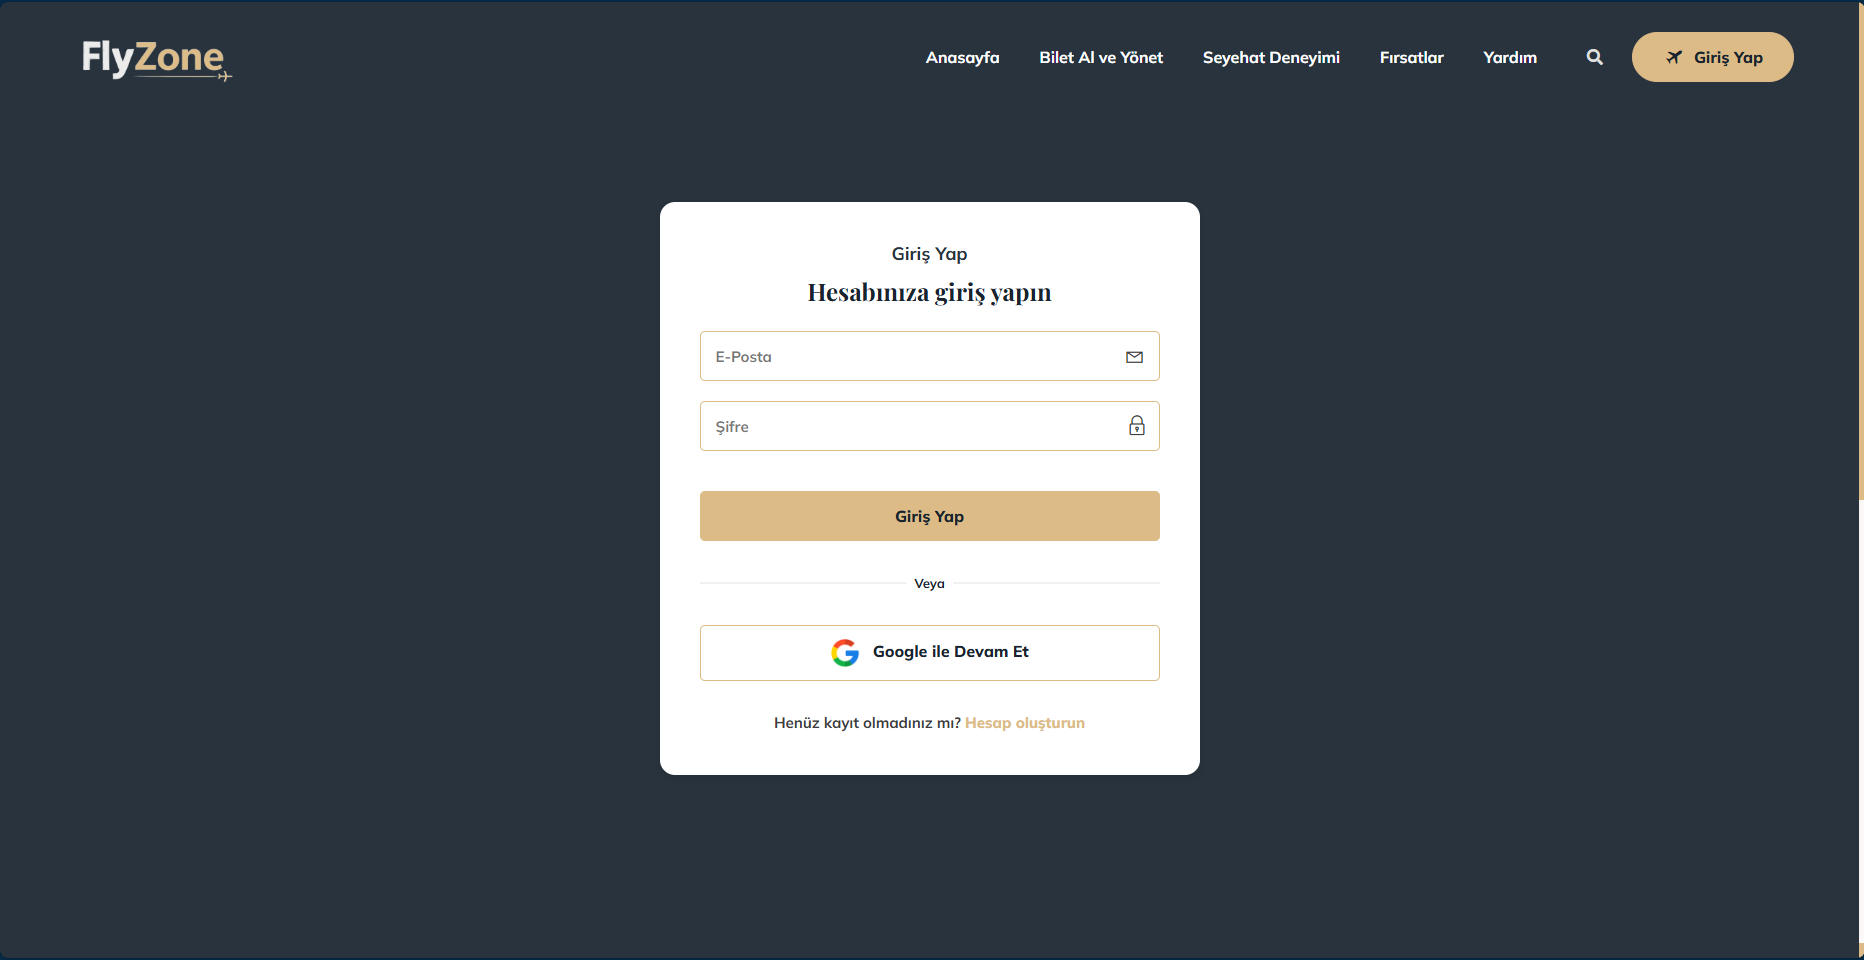 FlyZone
Anasayfa Bilet Al ve Yönet Seyehat Deneyimi Fırsatlar Yardım Giriş Yap
Giriş Yap
Hesabınıza giriş yapın
E-Posta
Şifre
Giriş Yap
Veya
Google ile Devam Et
Henüz kayıt olmadınız mı? Hesap oluşturun